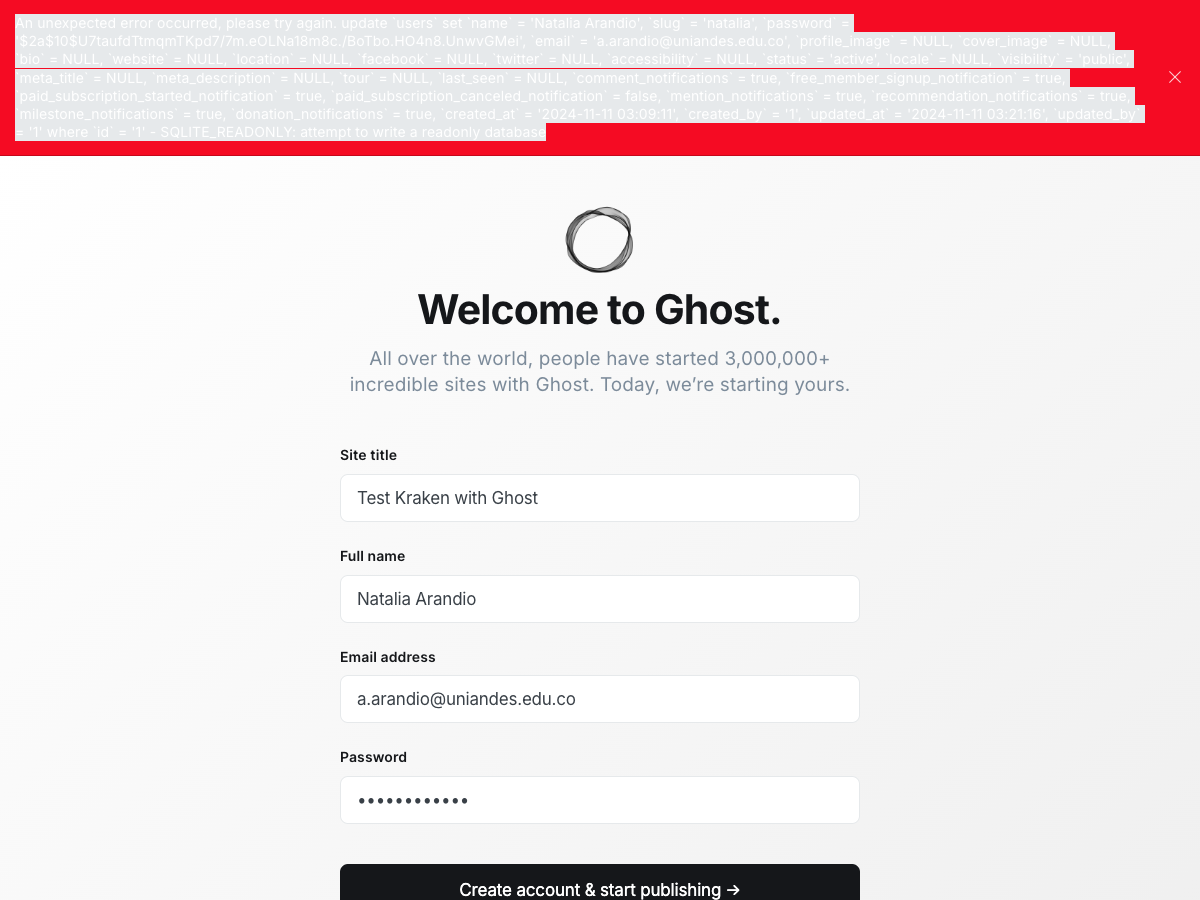 An unexpected error occurred, please try again. update `users` set `name` = 'Natalia Arandio', `slug` = 'natalia', `password` =
'$2a$10$U7taufdTtmqmTKpd7/7m.eOLNa18m8c./BoTbo.HO4n8.UnwvGMei', `email` = 'a.arandio@uniandes.edu.co', `profile_image` = NULL, `cover_image` = NULL,
`bio` = NULL, `website` = NULL, `location` = NULL, `facebook` = NULL, `twitter` = NULL, `accessibility` = NULL, `status` = 'active', `locale` = NULL, `visibility` = 'public',
`meta_title` = NULL, `meta_description` = NULL, `tour` = NULL, `last_seen` = NULL, `comment_notifications` = true, `free_member_signup_notification` = true,
`paid_subscription_started_notification` = true, `paid_subscription_canceled_notification` = false, `mention_notifications` = true, `recommendation_notifications` = true,
`milestone_notifications` = true, `donation_notifications` = true, `created_at` = '2024-11-11 03:09:11', `created_by` = '1', `updated_at` = '2024-11-11 03:21:16', `updated_by`
= '1' where `id` = '1' - SQLITE_READONLY: attempt to write a readonly database
Welcome to Ghost.
All over the world, people have started 3,000,000+
incredible sites with Ghost. Today, we’re starting yours.
Site title
Test Kraken with Ghost
Full name
Natalia Arandio
Email address
a.arandio@uniandes.edu.co
Password
••••••••••••
Create account & start publishing →